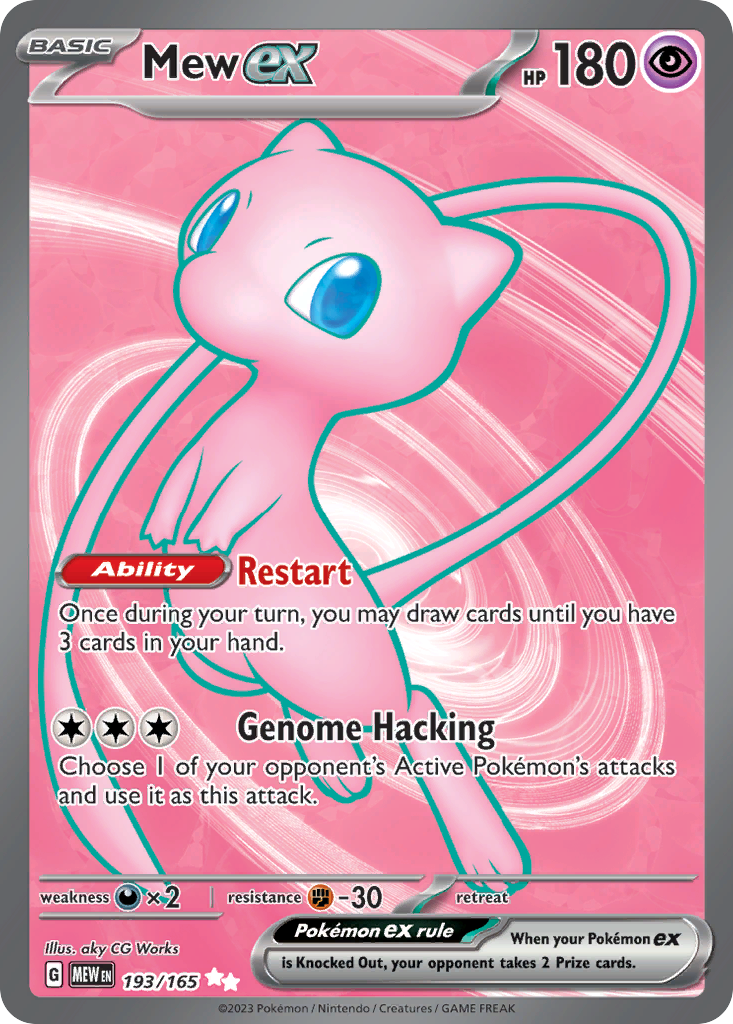 BASIC Mew ex HP 180
Ability Restart
Once during your turn, you may draw cards until you have
3 cards in your hand.
Genome Hacking
Choose 1 of your opponent's Active Pokémon's attacks
and use it as this attack.
weakness ×2 resistance -30 retreat
Illus. aky CG Works
Pokémon ex rule When your Pokémon ex
is Knocked Out, your opponent takes 2 Prize cards.
G MEW EN 193/165
©2023 Pokémon / Nintendo / Creatures / GAME FREAK